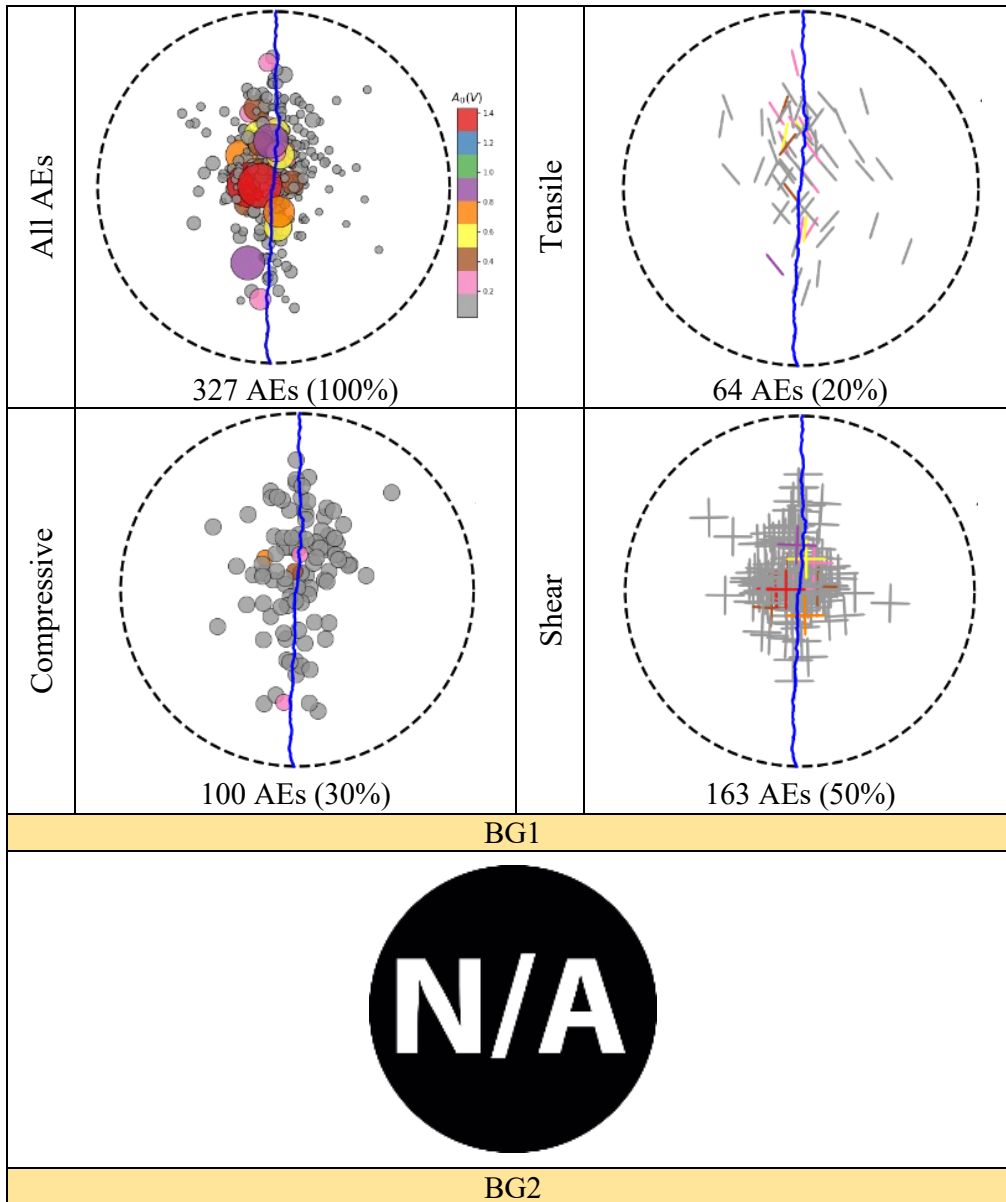 All AEs
A₀(V)
1.4
1.2
1.0
0.8
0.6
0.4
0.2
327 AEs (100%)
Tensile
64 AEs (20%)
Compressive
100 AEs (30%)
Shear
163 AEs (50%)
BG1
N/A
BG2